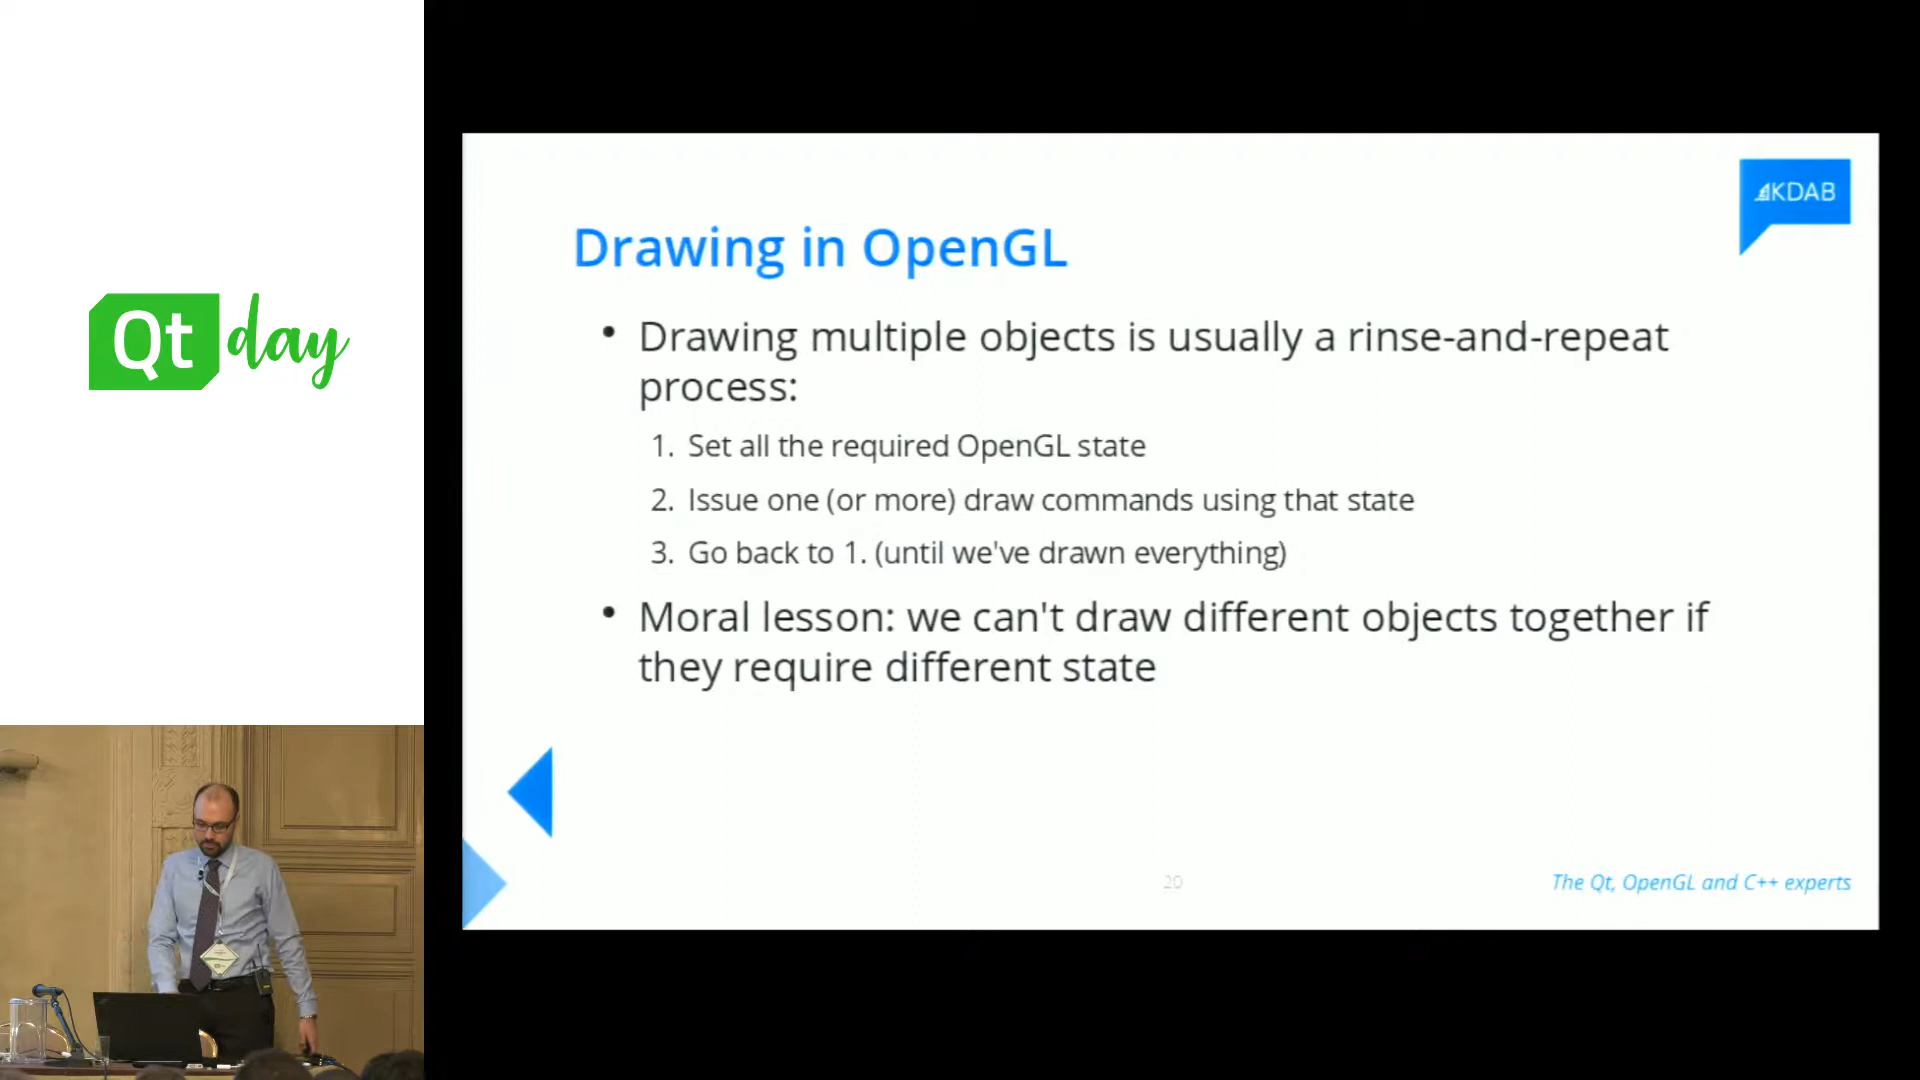 Qt day
KDAB
Drawing in OpenGL
• Drawing multiple objects is usually a rinse-and-repeat
process:
1. Set all the required OpenGL state
2. Issue one (or more) draw commands using that state
3. Go back to 1. (until we've drawn everything)
• Moral lesson: we can't draw different objects together if
they require different state
20
The Qt, OpenGL and C++ experts